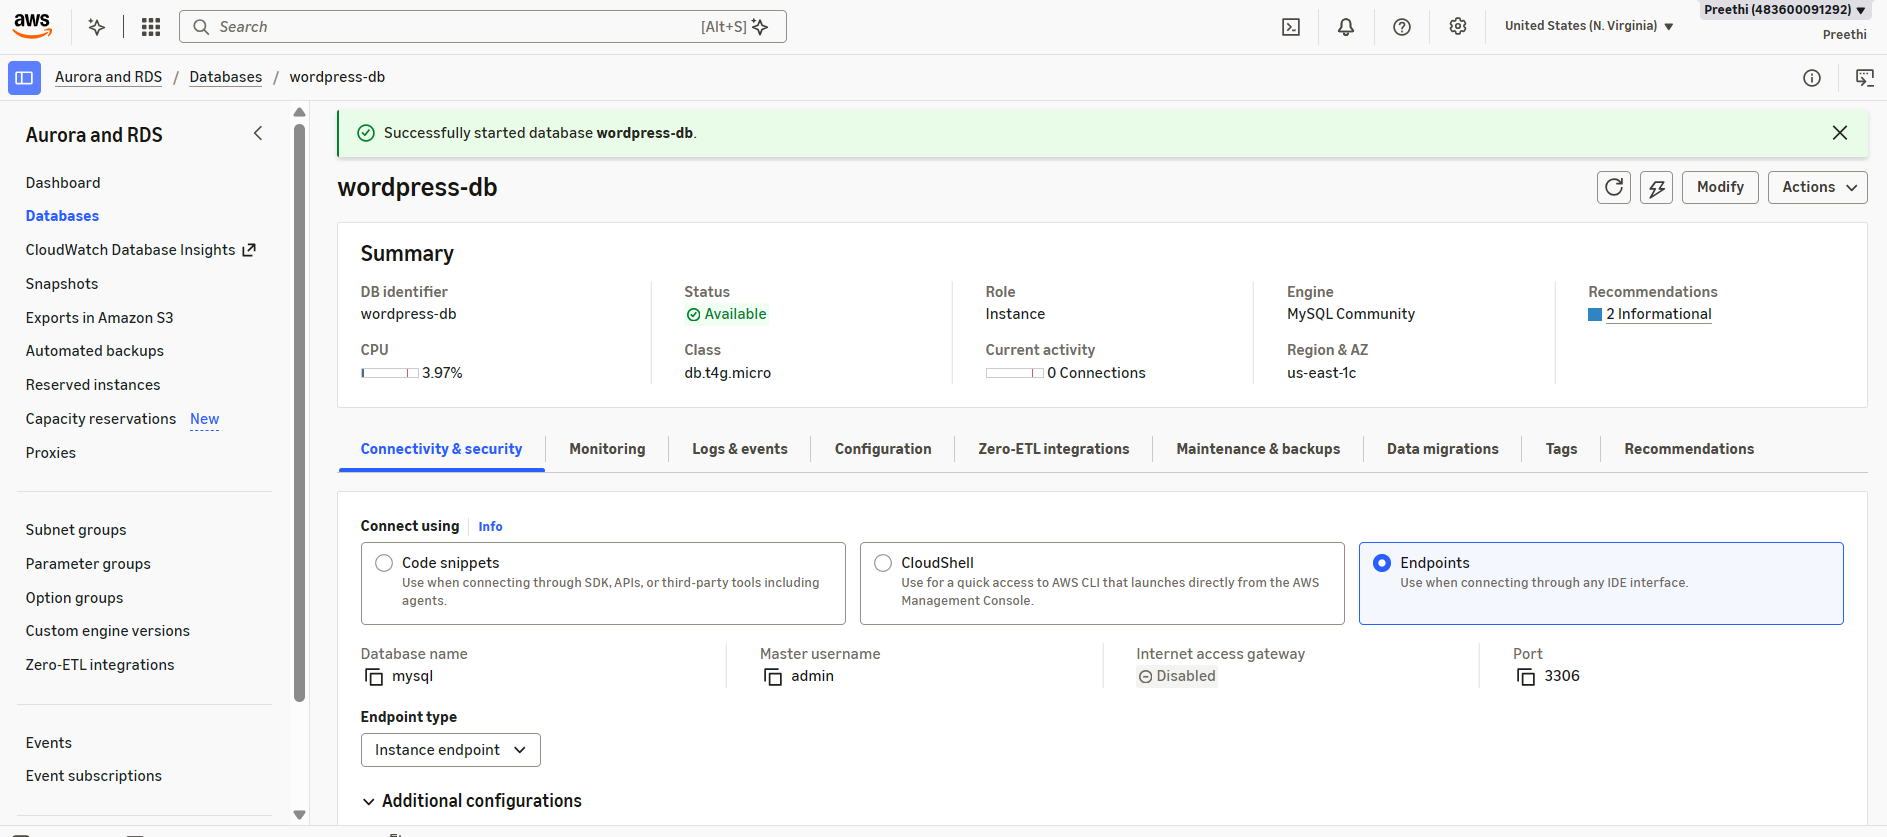 aws
Search [Alt+S]
United States (N. Virginia)
Preethi (483600091292)
Preethi
Aurora and RDS / Databases / wordpress-db
Aurora and RDS
Dashboard
Databases
CloudWatch Database Insights
Snapshots
Exports in Amazon S3
Automated backups
Reserved instances
Capacity reservations New
Proxies
Subnet groups
Parameter groups
Option groups
Custom engine versions
Zero-ETL integrations
Events
Event subscriptions
Successfully started database wordpress-db.
wordpress-db
Modify
Actions
Summary
DB identifier
wordpress-db
Status
Available
Role
Instance
Engine
MySQL Community
Recommendations
2 Informational
CPU
3.97%
Class
db.t4g.micro
Current activity
0 Connections
Region & AZ
us-east-1c
Connectivity & security
Monitoring
Logs & events
Configuration
Zero-ETL integrations
Maintenance & backups
Data migrations
Tags
Recommendations
Connect using Info
Code snippets
Use when connecting through SDK, APIs, or third-party tools including
agents.
CloudShell
Use for a quick access to AWS CLI that launches directly from the AWS
Management Console.
Endpoints
Use when connecting through any IDE interface.
Database name
mysql
Master username
admin
Internet access gateway
Disabled
Port
3306
Endpoint type
Instance endpoint
Additional configurations